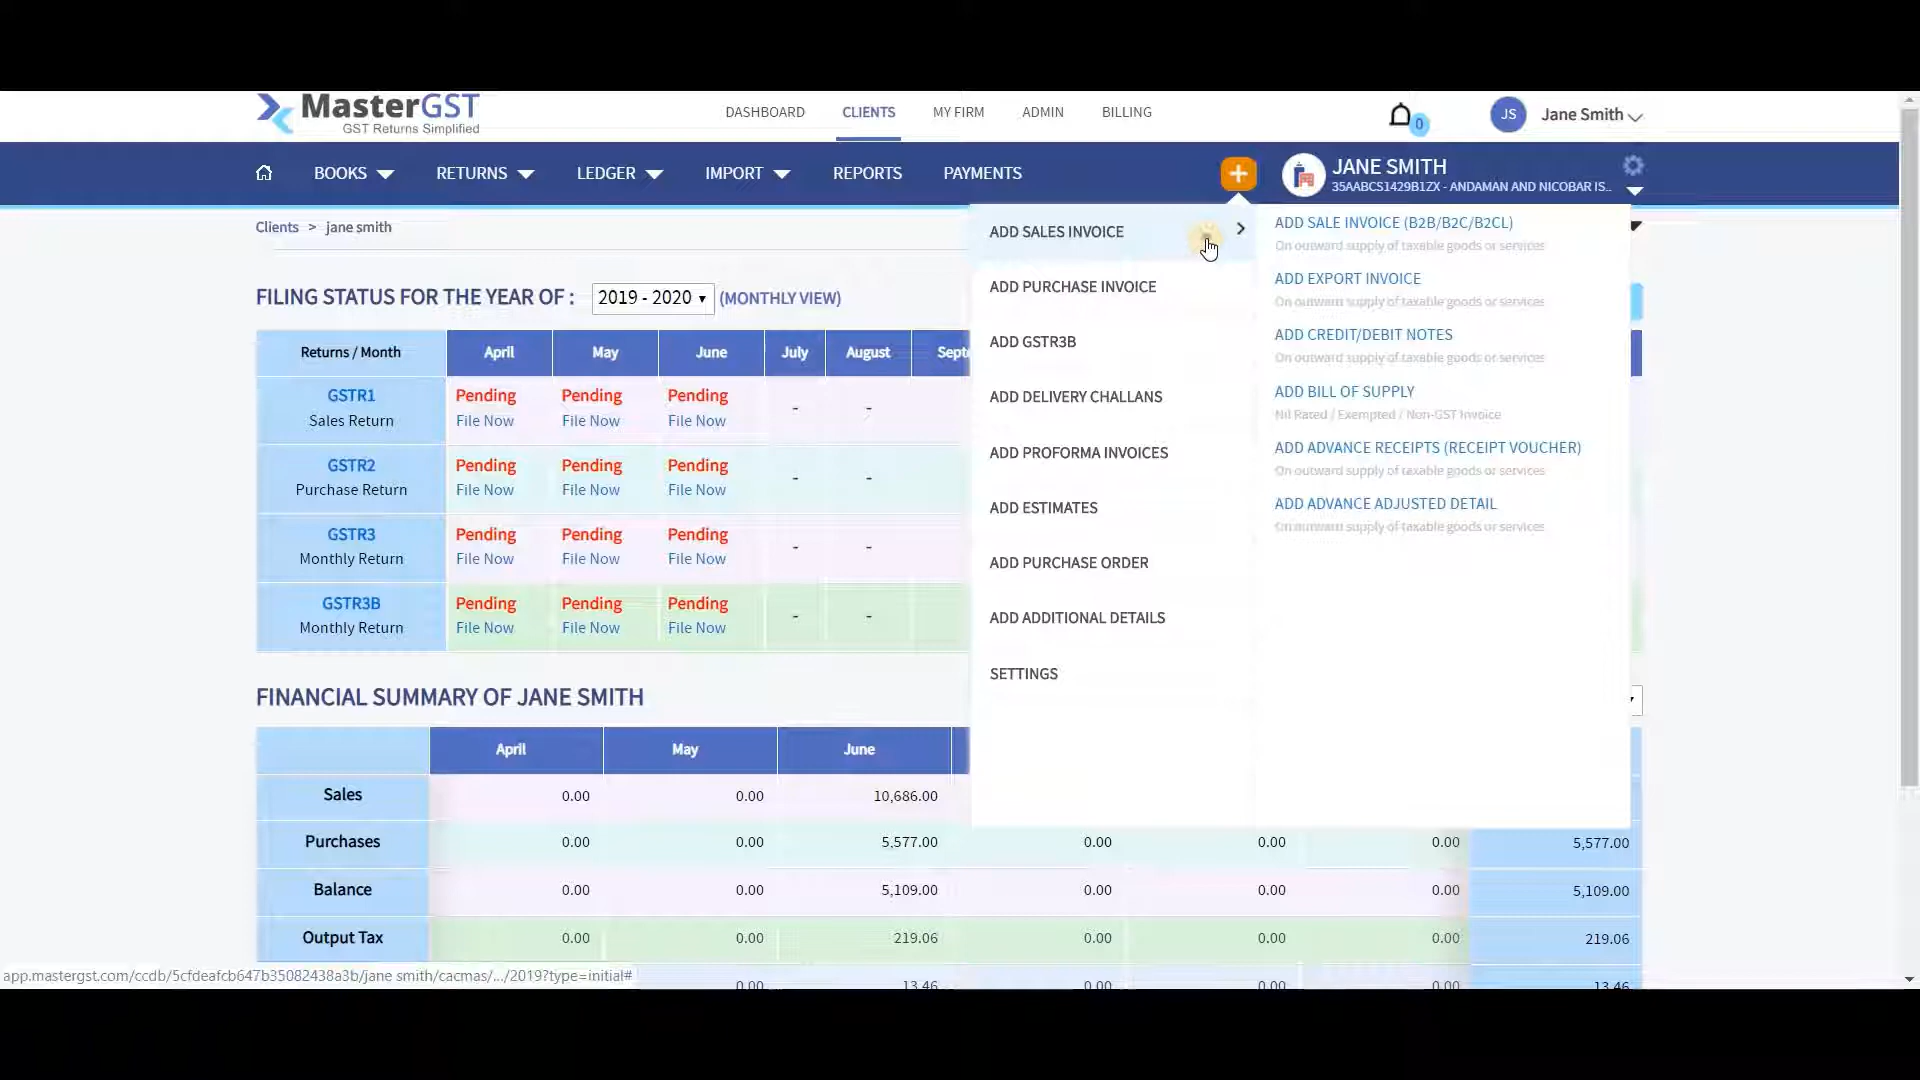 MasterGST
GST Returns Simplified
DASHBOARD CLIENTS MY FIRM ADMIN BILLING
0
JS Jane Smith
BOOKS RETURNS LEDGER IMPORT REPORTS PAYMENTS
+
JANE SMITH
35AABCS1429B1ZX - ANDAMAN AND NICOBAR IS..
Clients > jane smith
ADD SALES INVOICE
ADD PURCHASE INVOICE
ADD GSTR3B
ADD DELIVERY CHALLANS
ADD PROFORMA INVOICES
ADD ESTIMATES
ADD PURCHASE ORDER
ADD ADDITIONAL DETAILS
SETTINGS
ADD SALE INVOICE (B2B/B2C/B2CL)
On outward supply of taxable goods or services
ADD EXPORT INVOICE
On outward supply of taxable goods or services
ADD CREDIT/DEBIT NOTES
On outward supply of taxable goods or services
ADD BILL OF SUPPLY
Nil Rated / Exempted / Non-GST Invoice
ADD ADVANCE RECEIPTS (RECEIPT VOUCHER)
On outward supply of taxable goods or services
ADD ADVANCE ADJUSTED DETAIL
On outward supply of taxable goods or services
FILING STATUS FOR THE YEAR OF : 2019 - 2020 (MONTHLY VIEW)
Returns / Month April May June July August Septe
GSTR1 Pending Pending Pending - -
Sales Return File Now File Now File Now
GSTR2 Pending Pending Pending - -
Purchase Return File Now File Now File Now
GSTR3 Pending Pending Pending - -
Monthly Return File Now File Now File Now
GSTR3B Pending Pending Pending - -
Monthly Return File Now File Now File Now
FINANCIAL SUMMARY OF JANE SMITH
April May June
Sales 0.00 0.00 10,686.00
Purchases 0.00 0.00 5,577.00 0.00 0.00 0.00 5,577.00
Balance 0.00 0.00 5,109.00 0.00 0.00 0.00 5,109.00
Output Tax 0.00 0.00 219.06 0.00 0.00 0.00 219.06
0.00 13.46 0.00 0.00 0.00 13.46
app.mastergst.com/ccdb/5cfdeafcb647b35082438a3b/jane smith/cacmas/.../2019?type=initial#